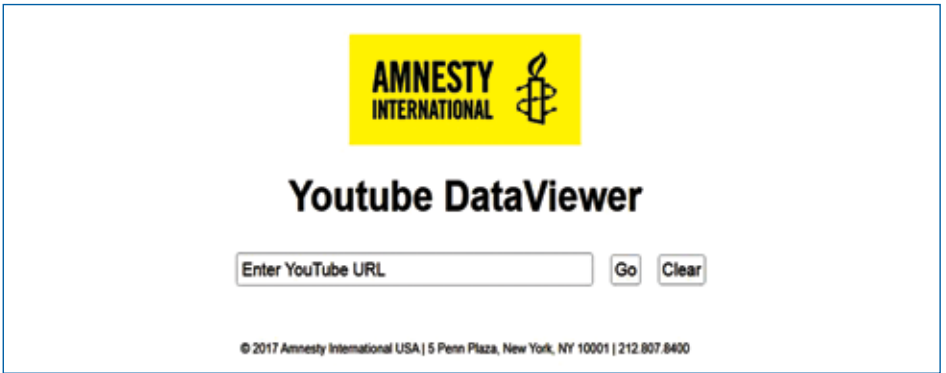 AMNESTY
INTERNATIONAL
Youtube DataViewer
Enter YouTube URL Go Clear
© 2017 Amnesty International USA | 5 Penn Plaza, New York, NY 10001 | 212.807.8400